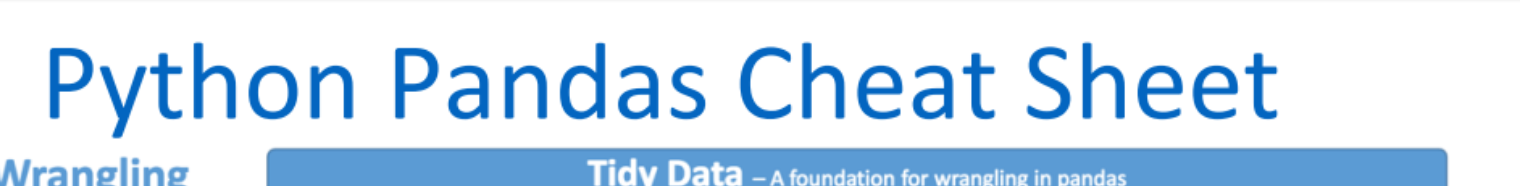 Python Pandas Cheat Sheet
Wrangling
Tidy Data – A foundation for wrangling in pandas